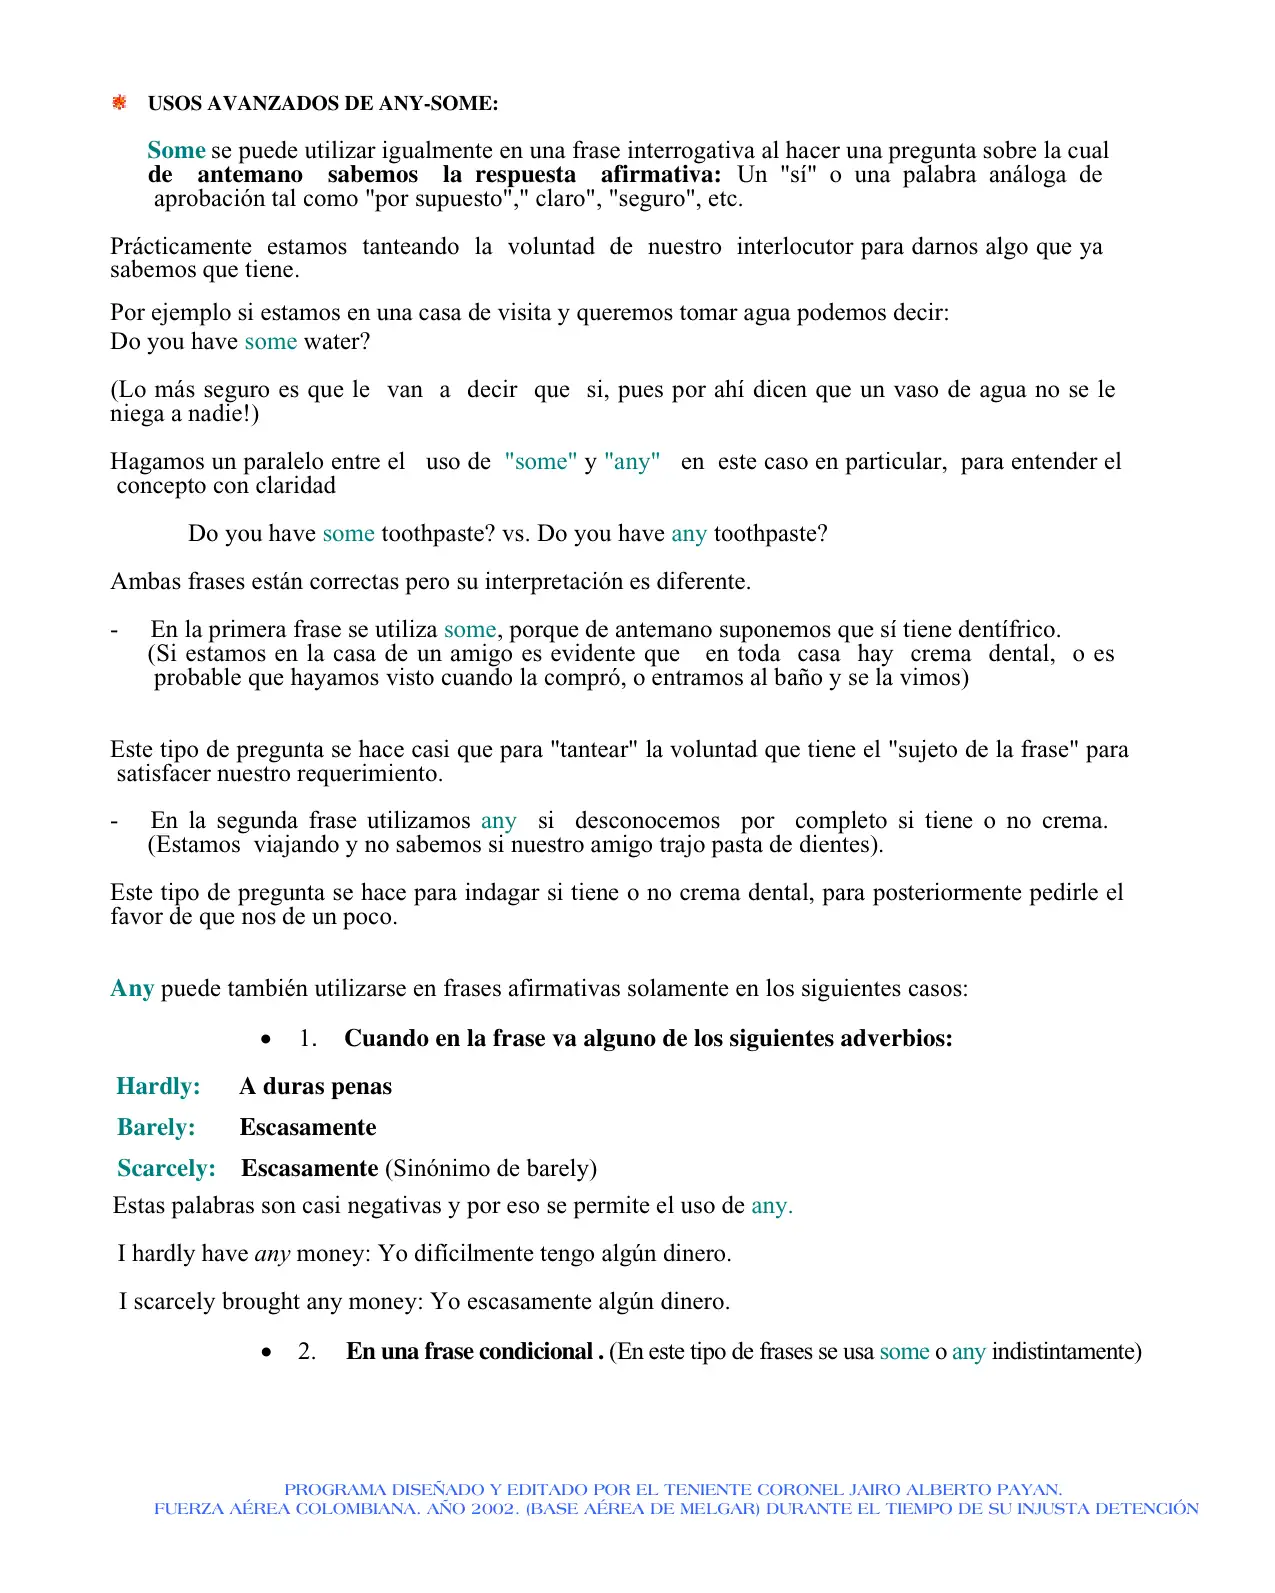 USOS AVANZADOS DE ANY-SOME:
Some se puede utilizar igualmente en una frase interrogativa al hacer una pregunta sobre la cual
de antemano sabemos la respuesta afirmativa: Un "sí" o una palabra análoga de
aprobación tal como "por supuesto"," claro", "seguro", etc.
Prácticamente estamos tanteando la voluntad de nuestro interlocutor para darnos algo que ya
sabemos que tiene.
Por ejemplo si estamos en una casa de visita y queremos tomar agua podemos decir:
Do you have some water?
(Lo más seguro es que le van a decir que si, pues por ahí dicen que un vaso de agua no se le
niega a nadie!)
Hagamos un paralelo entre el uso de "some" y "any" en este caso en particular, para entender el
concepto con claridad
Do you have some toothpaste? vs. Do you have any toothpaste?
Ambas frases están correctas pero su interpretación es diferente.
- En la primera frase se utiliza some, porque de antemano suponemos que sí tiene dentífrico.
(Si estamos en la casa de un amigo es evidente que en toda casa hay crema dental, o es
probable que hayamos visto cuando la compró, o entramos al baño y se la vimos)
Este tipo de pregunta se hace casi que para "tantear" la voluntad que tiene el "sujeto de la frase" para
satisfacer nuestro requerimiento.
- En la segunda frase utilizamos any si desconocemos por completo si tiene o no crema.
(Estamos viajando y no sabemos si nuestro amigo trajo pasta de dientes).
Este tipo de pregunta se hace para indagar si tiene o no crema dental, para posteriormente pedirle el
favor de que nos de un poco.
Any puede también utilizarse en frases afirmativas solamente en los siguientes casos:
• 1. Cuando en la frase va alguno de los siguientes adverbios:
Hardly: A duras penas
Barely: Escasamente
Scarcely: Escasamente (Sinónimo de barely)
Estas palabras son casi negativas y por eso se permite el uso de any.
I hardly have any money: Yo difícilmente tengo algún dinero.
I scarcely brought any money: Yo escasamente algún dinero.
• 2. En una frase condicional . (En este tipo de frases se usa some o any indistintamente)
PROGRAMA DISEÑADO Y EDITADO POR EL TENIENTE CORONEL JAIRO ALBERTO PAYAN.
FUERZA AÉREA COLOMBIANA. AÑO 2002. (BASE AÉREA DE MELGAR) DURANTE EL TIEMPO DE SU INJUSTA DETENCIÓN